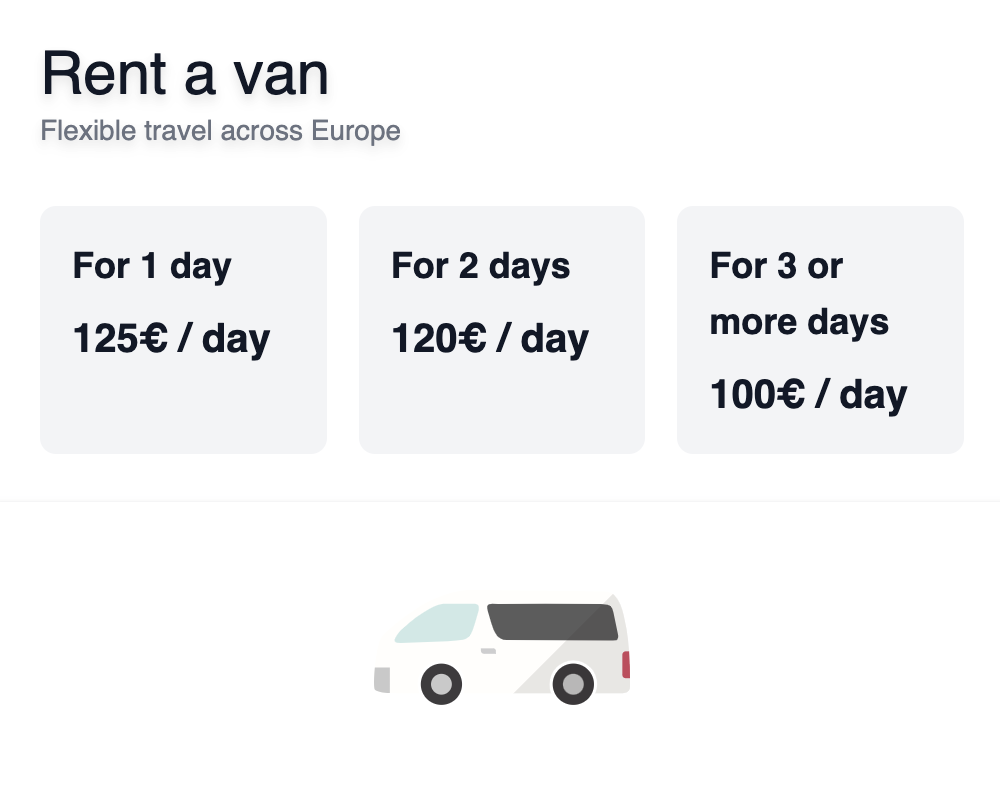 Rent a van
Flexible travel across Europe
For 1 day
125€ / day
For 2 days
120€ / day
For 3 or
more days
100€ / day